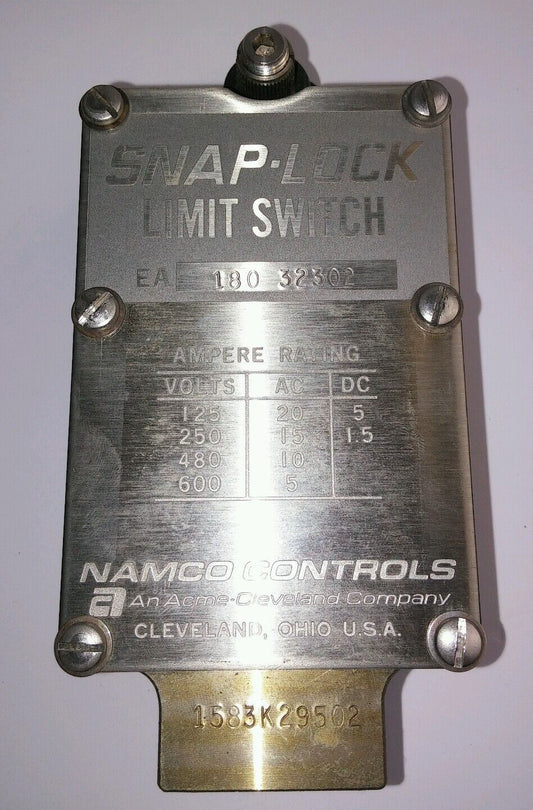 SNAP-LOCK
LIMIT SWITCH
EA 180 32302
AMPERE RATING
VOLTS AC DC
125 20 5
250 15 1.5
480 10
600 5
NAMCO CONTROLS
a An Acme-Cleveland Company
CLEVELAND, OHIO U.S.A.
1583K29502